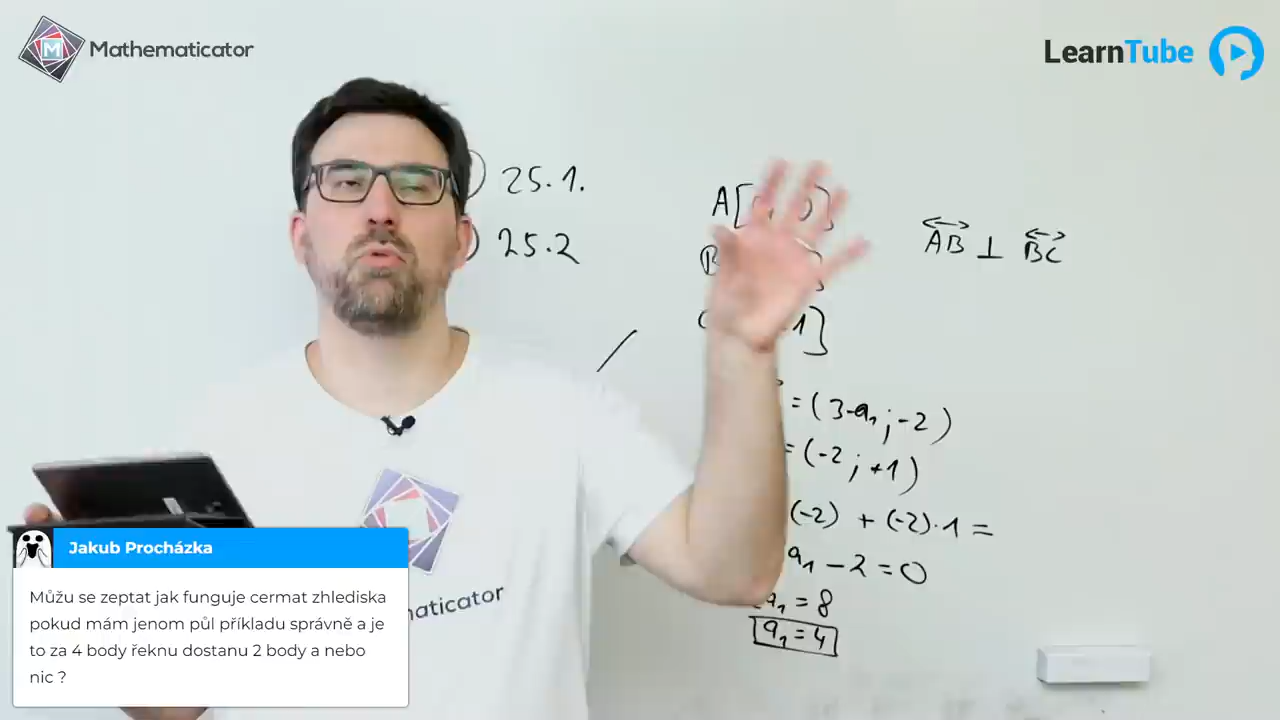 Mathematicator
LearnTube
25.1.
25.2
A[
AB ⊥ BC
1]
= (3-a₁ ; -2)
= (-2 ; +1)
(-2) + (-2)·1 =
a₁ - 2 = 0
a₁ = 8
a₁ = 4
Jakub Procházka
Můžu se zeptat jak funguje cermat zhlediska
pokud mám jenom půl příkladu správně a je
to za 4 body řeknu dostanu 2 body a nebo
nic ?